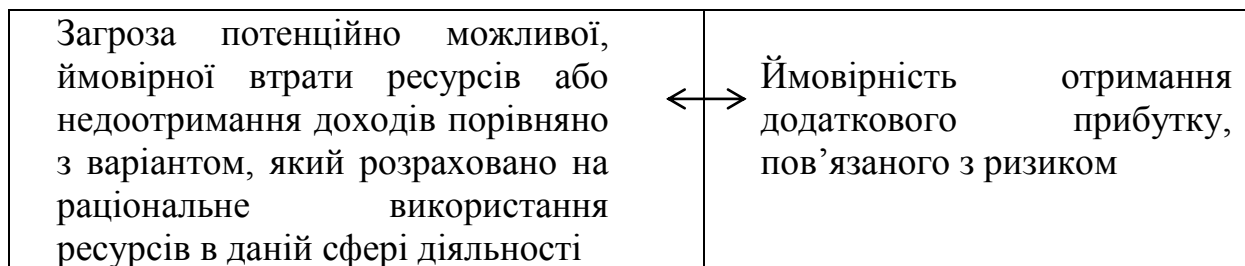 Загроза потенційно можливої,
ймовірної втрати ресурсів або
недоотримання доходів порівняно
з варіантом, який розраховано на
раціональне використання
ресурсів в даній сфері діяльності
Ймовірність отримання
додаткового прибутку,
пов’язаного з ризиком